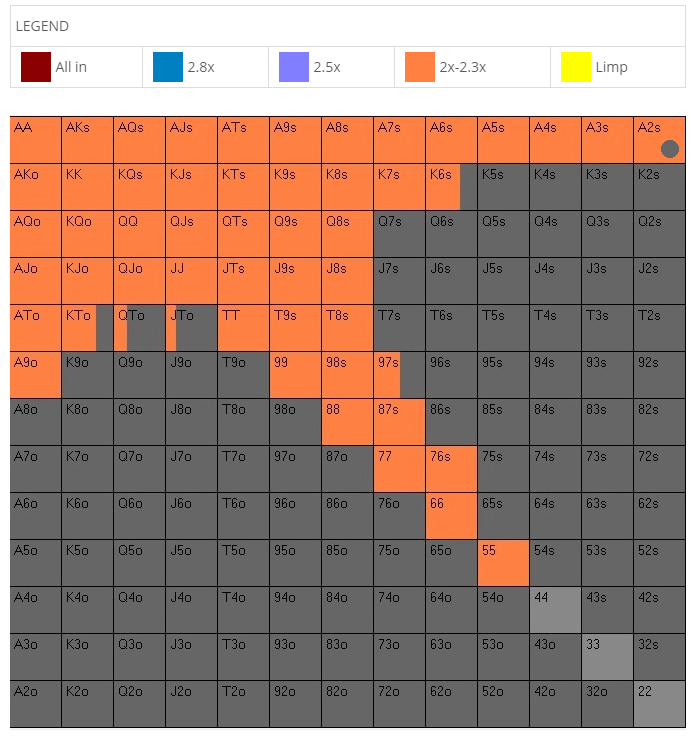 LEGEND
All in 2.8x 2.5x 2x-2.3x Limp
AA AKs AQs AJs ATs A9s A8s A7s A6s A5s A4s A3s A2s
AKo KK KQs KJs KTs K9s K8s K7s K6s K5s K4s K3s K2s
AQo KQo QQ QJs QTs Q9s Q8s Q7s Q6s Q5s Q4s Q3s Q2s
AJo KJo QJo JJ JTs J9s J8s J7s J6s J5s J4s J3s J2s
ATo KTo QTo JTo TT T9s T8s T7s T6s T5s T4s T3s T2s
A9o K9o Q9o J9o T9o 99 98s 97s 96s 95s 94s 93s 92s
A8o K8o Q8o J8o T8o 98o 88 87s 86s 85s 84s 83s 82s
A7o K7o Q7o J7o T7o 97o 87o 77 76s 75s 74s 73s 72s
A6o K6o Q6o J6o T6o 96o 86o 76o 66 65s 64s 63s 62s
A5o K5o Q5o J5o T5o 95o 85o 75o 65o 55 54s 53s 52s
A4o K4o Q4o J4o T4o 94o 84o 74o 64o 54o 44 43s 42s
A3o K3o Q3o J3o T3o 93o 83o 73o 63o 53o 43o 33 32s
A2o K2o Q2o J2o T2o 92o 82o 72o 62o 52o 42o 32o 22